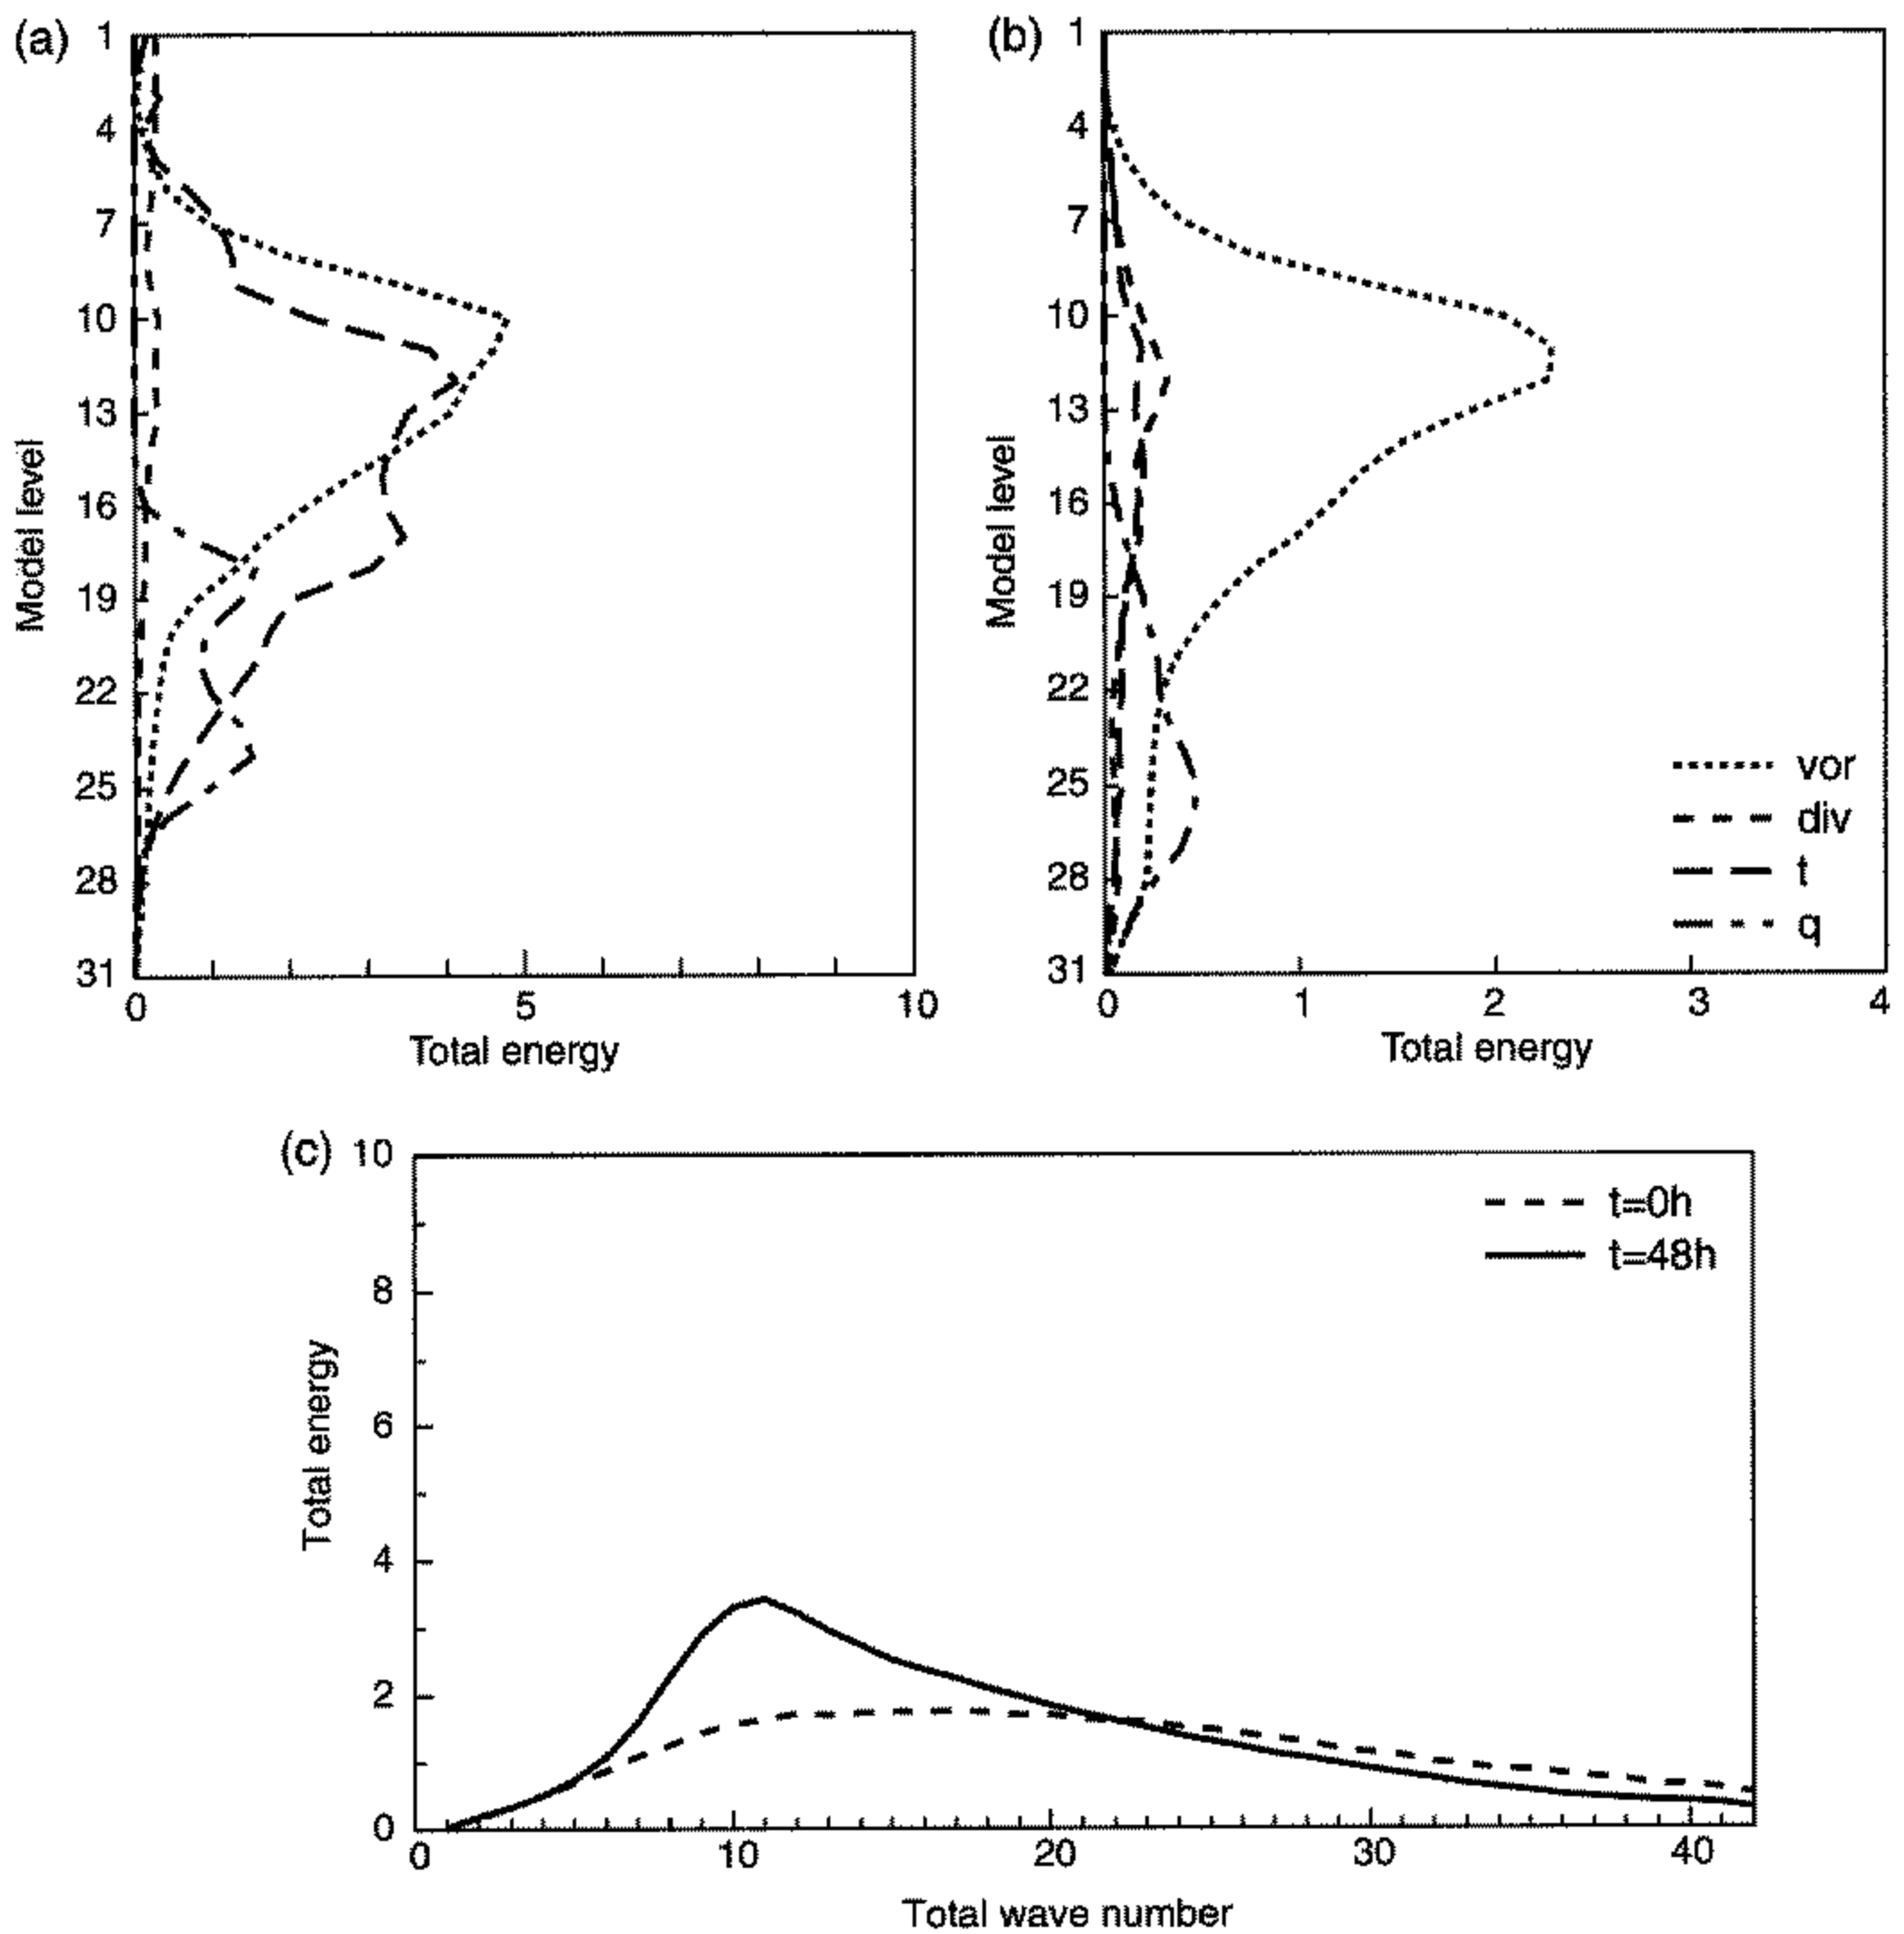 (a)
1
4
7
10
13
16
19
22
25
28
31
Model level
0 5 10
Total energy
(b)
1
4
7
10
13
16
19
22
25
28
31
Model level
vor
div
t
q
0 1 2 3 4
Total energy
(c)
10
8
6
4
2
0
Total energy
t=0h
t=48h
0 10 20 30 40
Total wave number